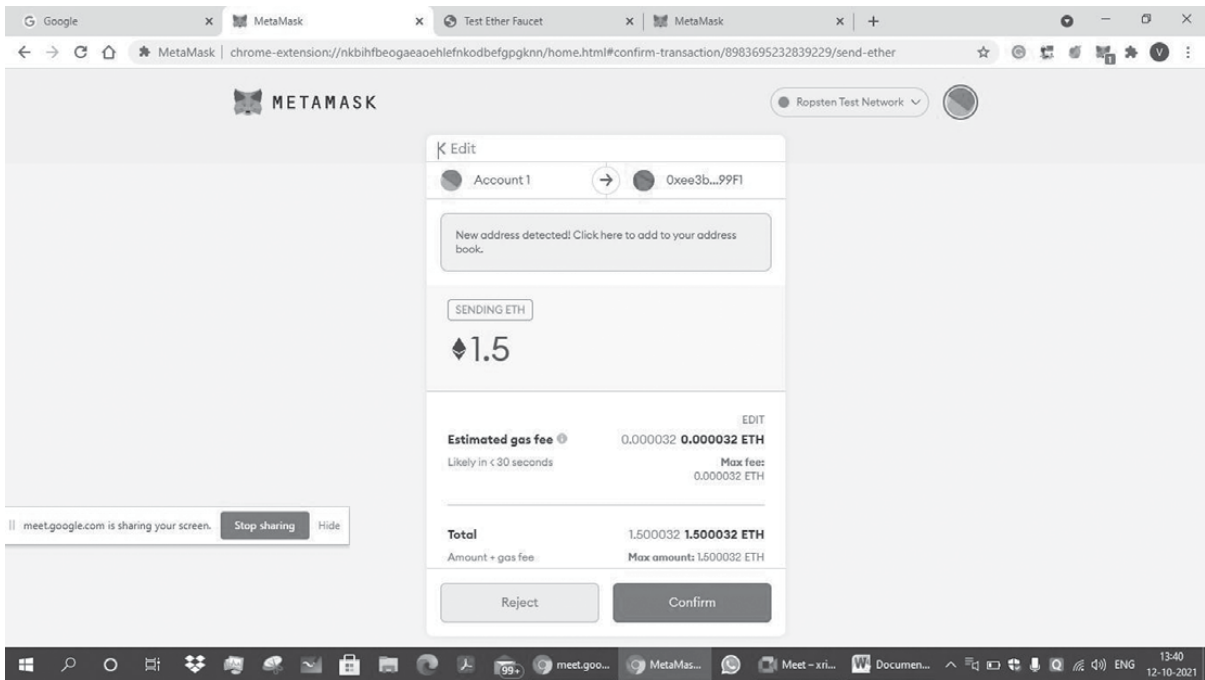 Google
MetaMask
Test Ether Faucet
MetaMask
MetaMask
chrome-extension://nkbihfbeogaeaoehlefnkodbefgpgknn/home.html#confirm-transaction/8983695232839229/send-ether
1
V
METAMASK
Ropsten Test Network
Edit
Account 1
0xee3b...99F1
New address detected! Click here to add to your address
book.
SENDING ETH
1.5
EDIT
Estimated gas fee 0.000032 0.000032 ETH
Likely in < 30 seconds Max fee:
0.000032 ETH
meet.google.com is sharing your screen. Stop sharing Hide
Total 1.500032 1.500032 ETH
Amount + gas fee Max amount: 1.500032 ETH
Reject Confirm
99+ meet.goo... MetaMas... Meet – xri... Documen... ENG
13:40
12-10-2021